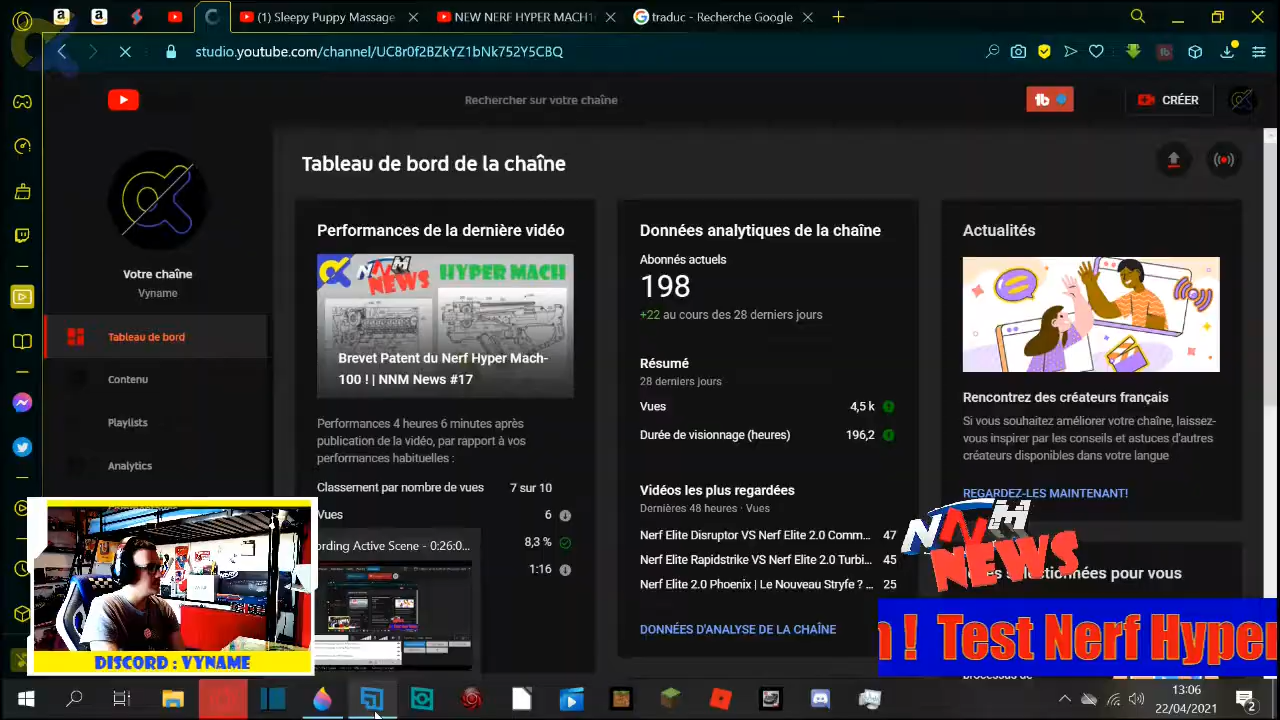 (1) Sleepy Puppy Massage
NEW NERF HYPER MACH1
traduc - Recherche Google
studio.youtube.com/channel/UC8r0f2BZkYZ1bNk752Y5CBQ
Rechercher sur votre chaîne
tb
CRÉER
Tableau de bord de la chaîne
Votre chaîne
Vyname
Tableau de bord
Contenu
Playlists
Analytics
Performances de la dernière vidéo
NNM NEWS
HYPER MACH
Brevet Patent du Nerf Hyper Mach-
100 ! | NNM News #17
Performances 4 heures 6 minutes après
publication de la vidéo, par rapport à vos
performances habituelles :
Classement par nombre de vues 7 sur 10
Vues 6
8,3 %
1:16
ording Active Scene - 0:26:0...
Données analytiques de la chaîne
Abonnés actuels
198
+22 au cours des 28 derniers jours
Résumé
28 derniers jours
Vues 4,5 k
Durée de visionnage (heures) 196,2
Vidéos les plus regardées
Dernières 48 heures · Vues
Nerf Elite Disruptor VS Nerf Elite 2.0 Comm... 47
Nerf Elite Rapidstrike VS Nerf Elite 2.0 Turbi... 45
Nerf Elite 2.0 Phoenix | Le Nouveau Stryfe ? ... 25
DONNÉES D'ANALYSE DE LA
Actualités
Rencontrez des créateurs français
Si vous souhaitez améliorer votre chaîne, laissez-
vous inspirer par les conseils et astuces d'autres
créateurs disponibles dans votre langue
REGARDEZ-LES MAINTENANT!
NNM
NEWS
pour vous
! TestNerf Hyper
DISCORD : VYNAME
13:06
22/04/2021
2